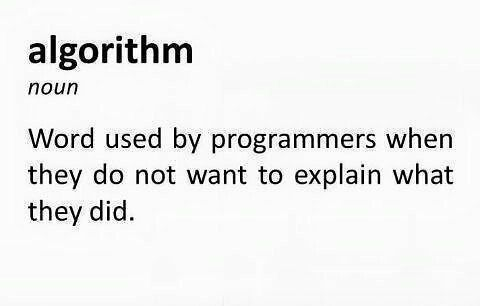 algorithm
noun
Word used by programmers when
they do not want to explain what
they did.